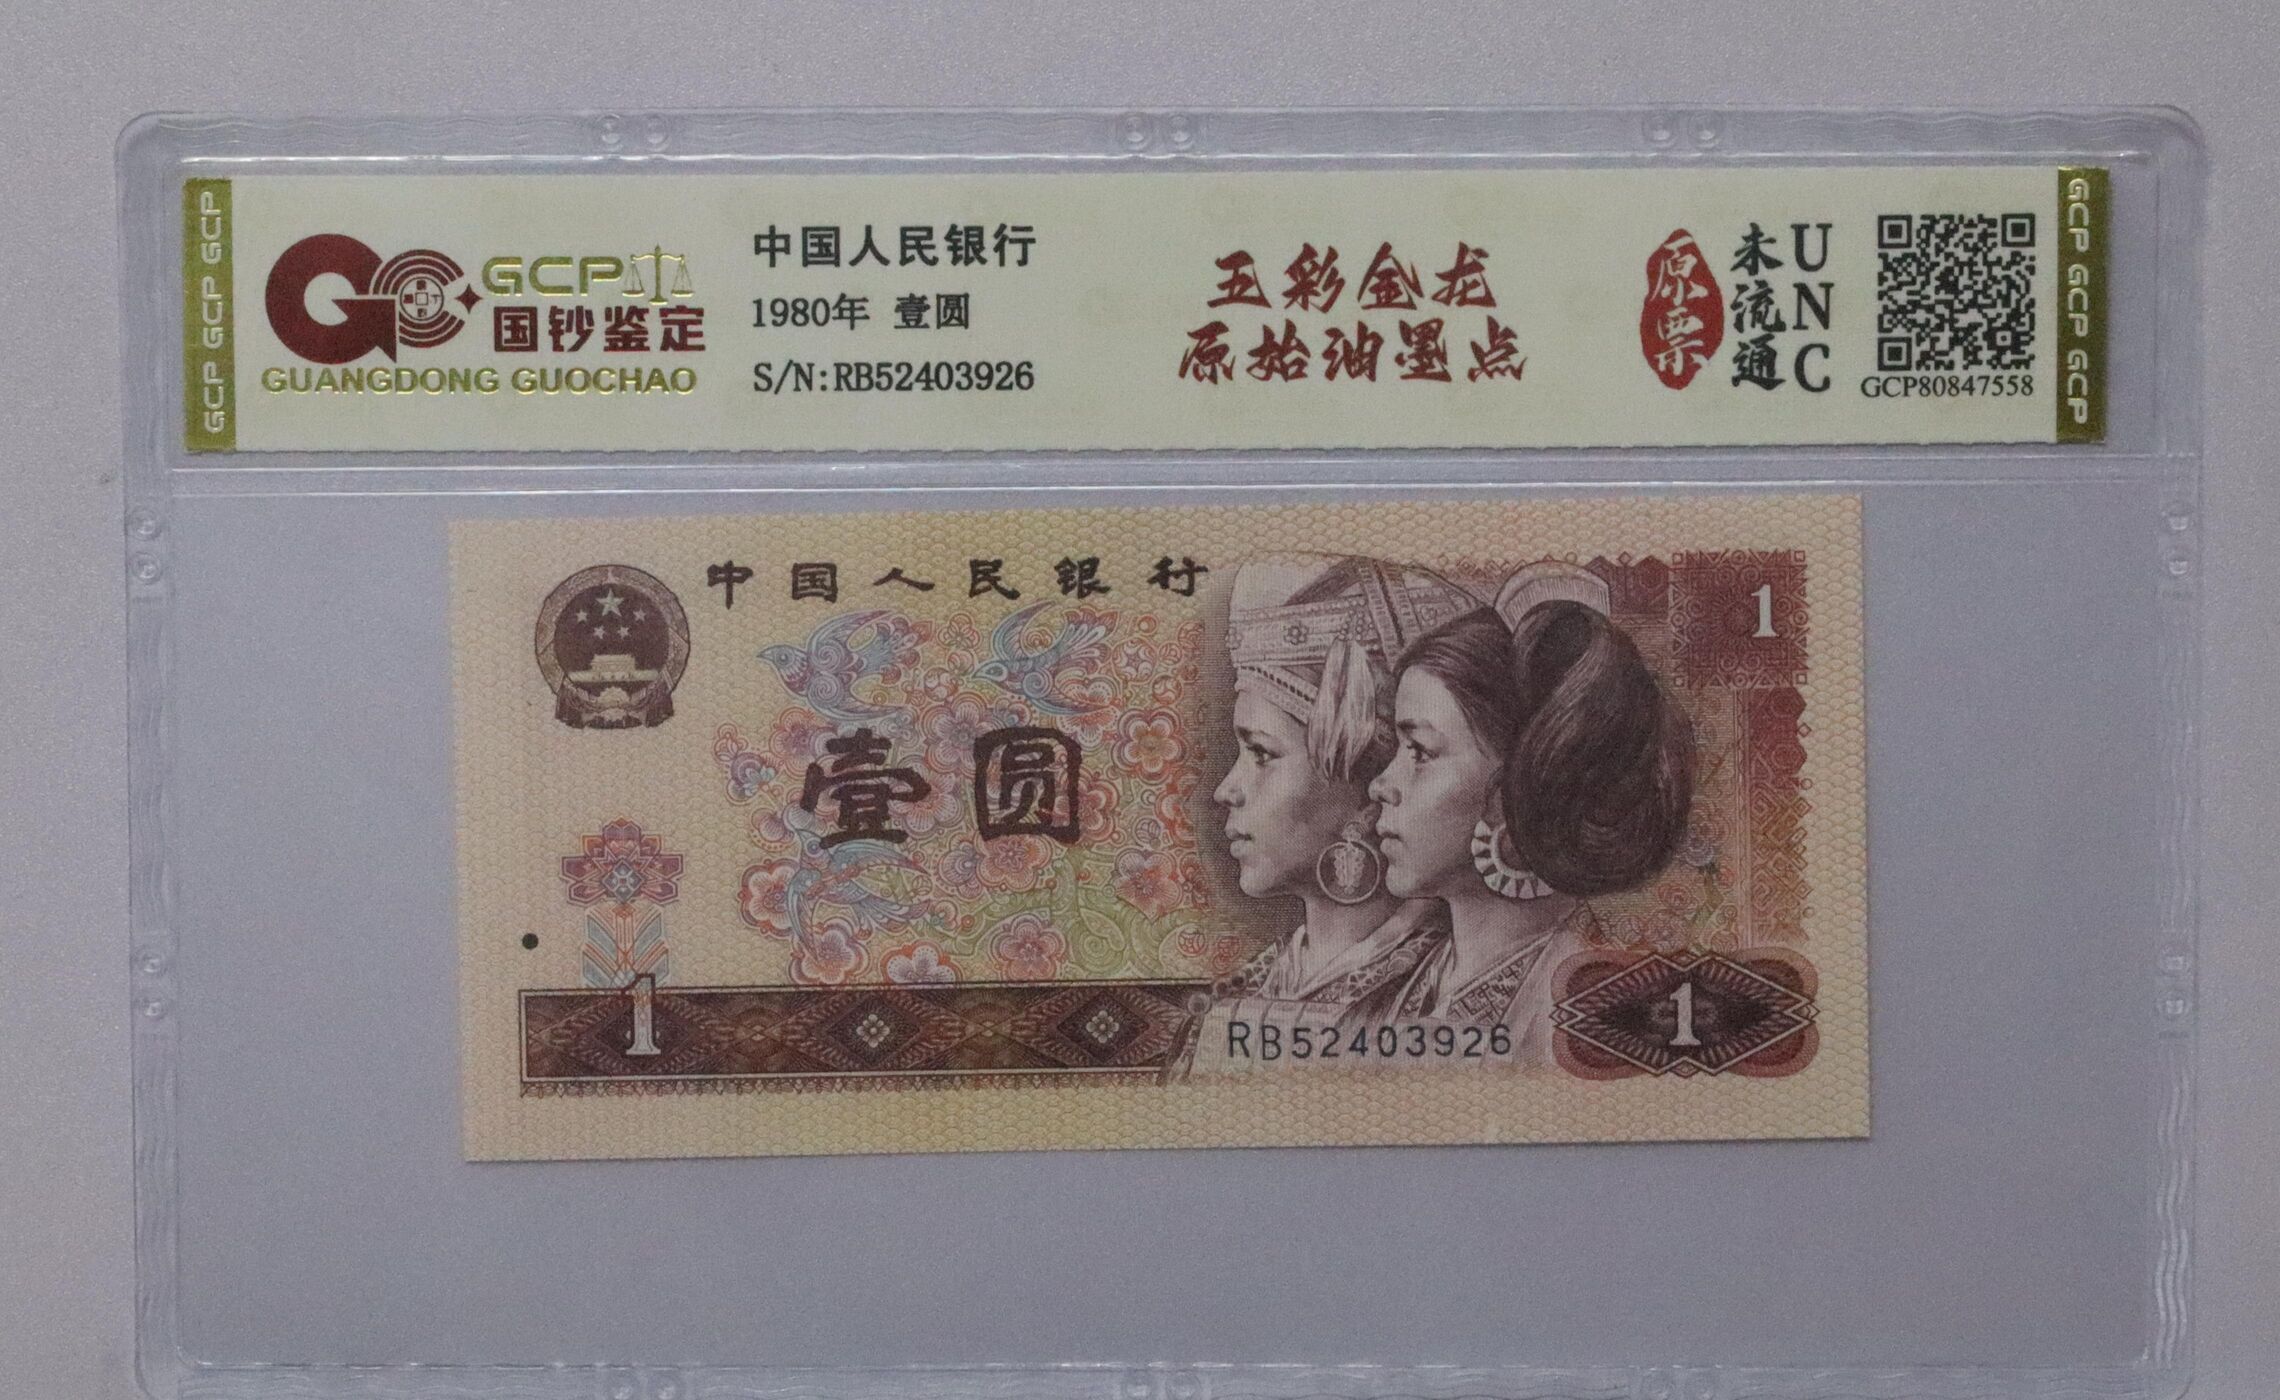 GCP GCP GCP
GCP
国钞鉴定
GUANGDONG GUOCHAO
中国人民银行
1980年 壹圆
S/N:RB52403926
五彩金龙
原始油墨点
原票
未流通
UNC
GCP80847558
GCP GCP GCP
中国人民银行
1
壹圆
1
RB52403926
1